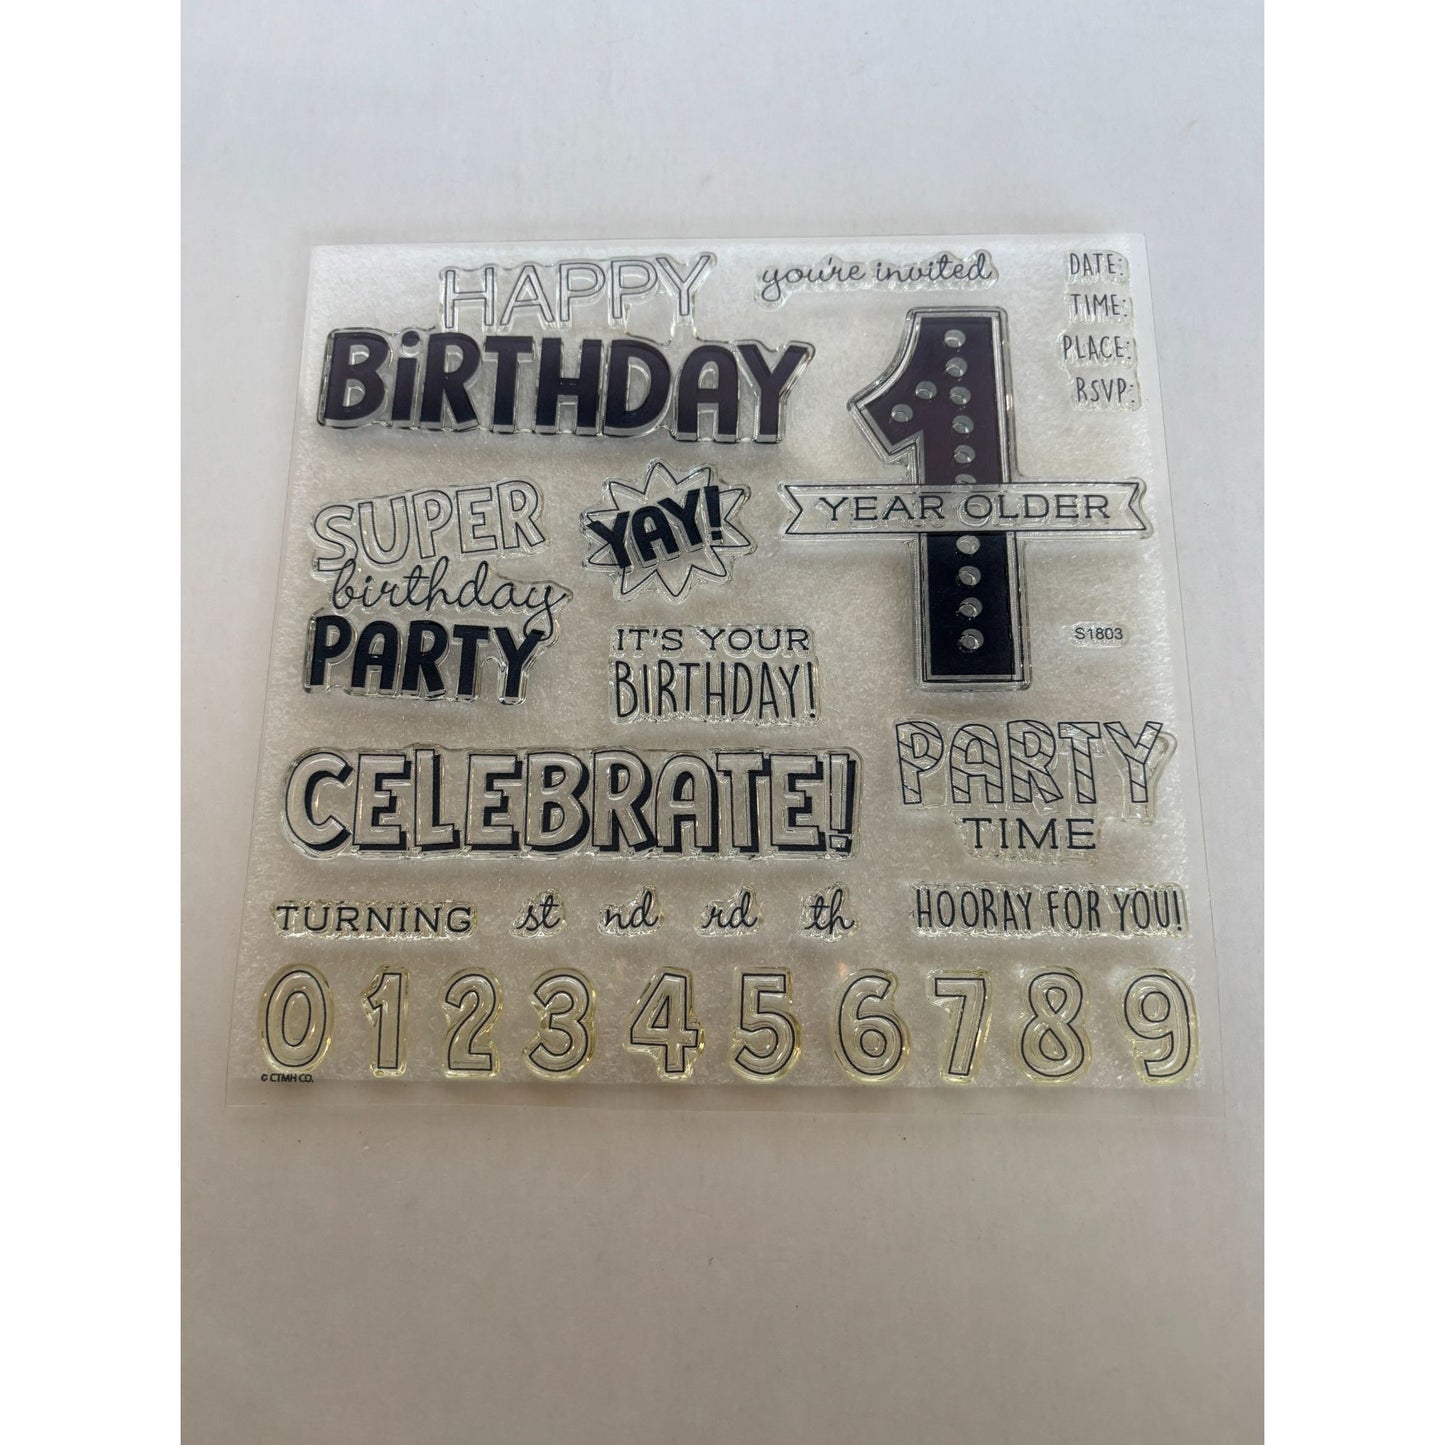 HAPPY
BiRTHDAY
you're invited
DATE:
TIME:
PLACE:
RSVP:
1
YEAR OLDER
SUPER
birthday
PARTY
YAY!
IT'S YOUR
BIRTHDAY!
S1803
CELEBRATE!
PARTY
TIME
TURNING st nd rd th HOORAY FOR YOU!
0 1 2 3 4 5 6 7 8 9
© CTMH CO.